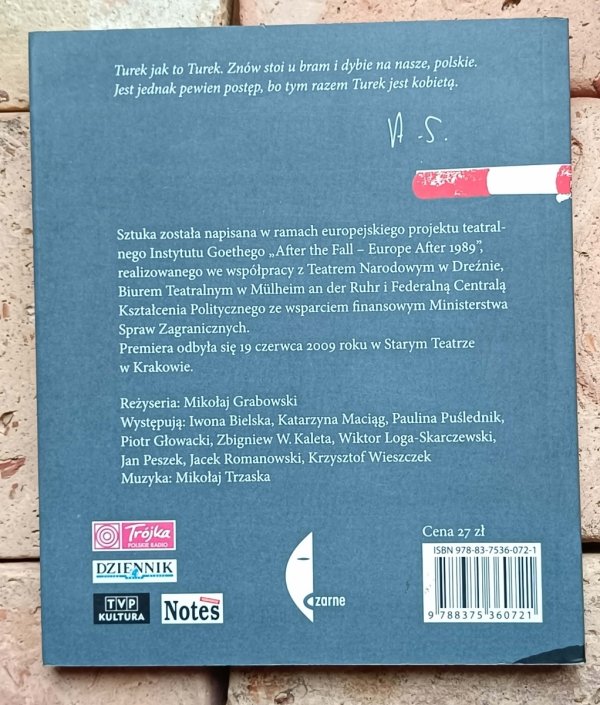 Turek jak to Turek. Znów stoi u bram i dybie na nasze, polskie.
Jest jednak pewien postęp, bo tym razem Turek jest kobietą.
A.S.
Sztuka została napisana w ramach europejskiego projektu teatral-
nego Instytutu Goethego „After the Fall – Europe After 1989”,
realizowanego we współpracy z Teatrem Narodowym w Dreźnie,
Biurem Teatralnym w Mülheim an der Ruhr i Federalną Centralą
Kształcenia Politycznego ze wsparciem finansowym Ministerstwa
Spraw Zagranicznych.
Premiera odbyła się 19 czerwca 2009 roku w Starym Teatrze
w Krakowie.
Reżyseria: Mikołaj Grabowski
Występują: Iwona Bielska, Katarzyna Maciąg, Paulina Puślednik,
Piotr Głowacki, Zbigniew W. Kaleta, Wiktor Loga-Skarczewski,
Jan Peszek, Jacek Romanowski, Krzysztof Wieszczek
Muzyka: Mikołaj Trzaska
Trójka
POLSKIE RADIO
DZIENNIK
TVP
KULTURA
Notes
czarne
Cena 27 zł
ISBN 978-83-7536-072-1
9 788375 360721